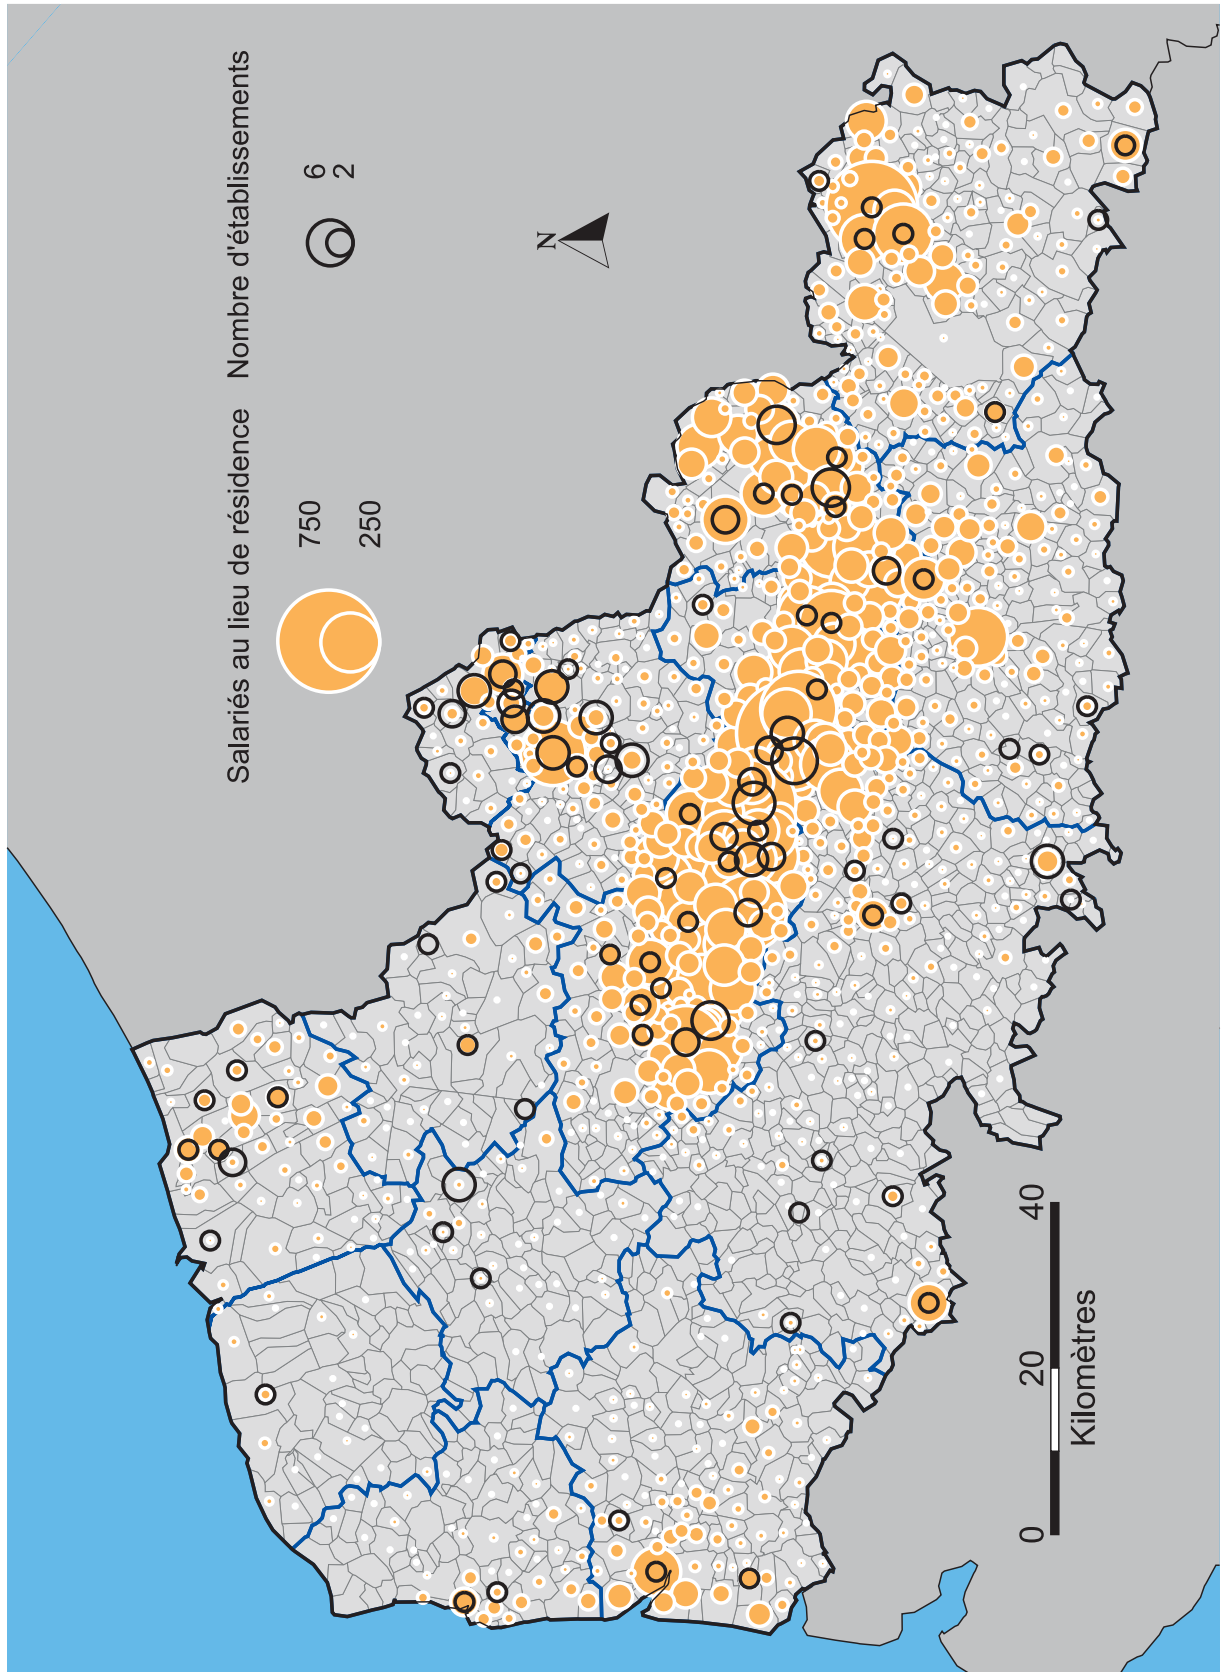 Salariés au lieu de résidence
750
250
Nombre d'établissements
6
2
N
0 20 40
Kilomètres